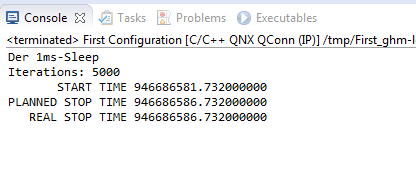 Console Tasks Problems Executables
<terminated> First Configuration [C/C++ QNX QConn (IP)] /tmp/First_ghm-l
Der 1ms-Sleep
Iterations: 5000
START TIME 946686581.732000000
PLANNED STOP TIME 946686586.732000000
REAL STOP TIME 946686586.732000000